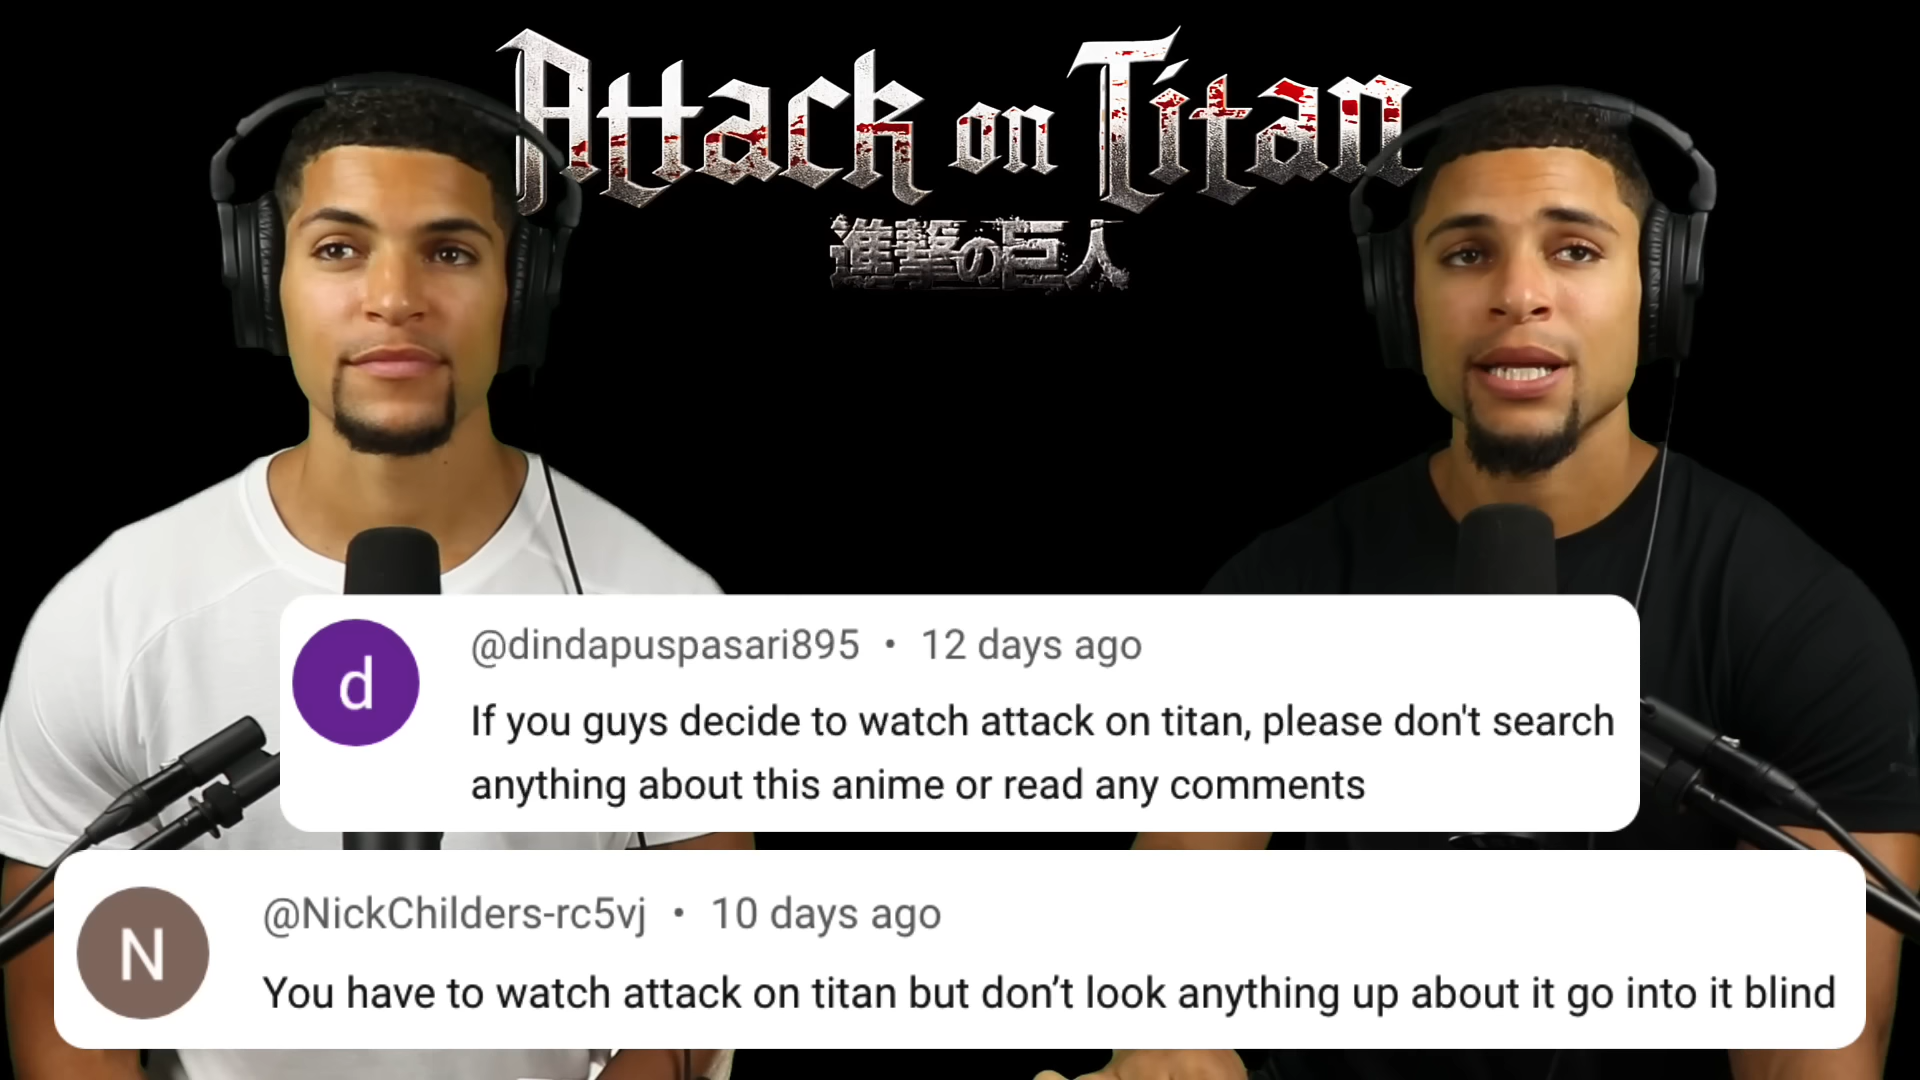 Attack on Titan
進撃の巨人
d
@dindapuspasari895 • 12 days ago
If you guys decide to watch attack on titan, please don't search
anything about this anime or read any comments
N
@NickChilders-rc5vj • 10 days ago
You have to watch attack on titan but don’t look anything up about it go into it blind